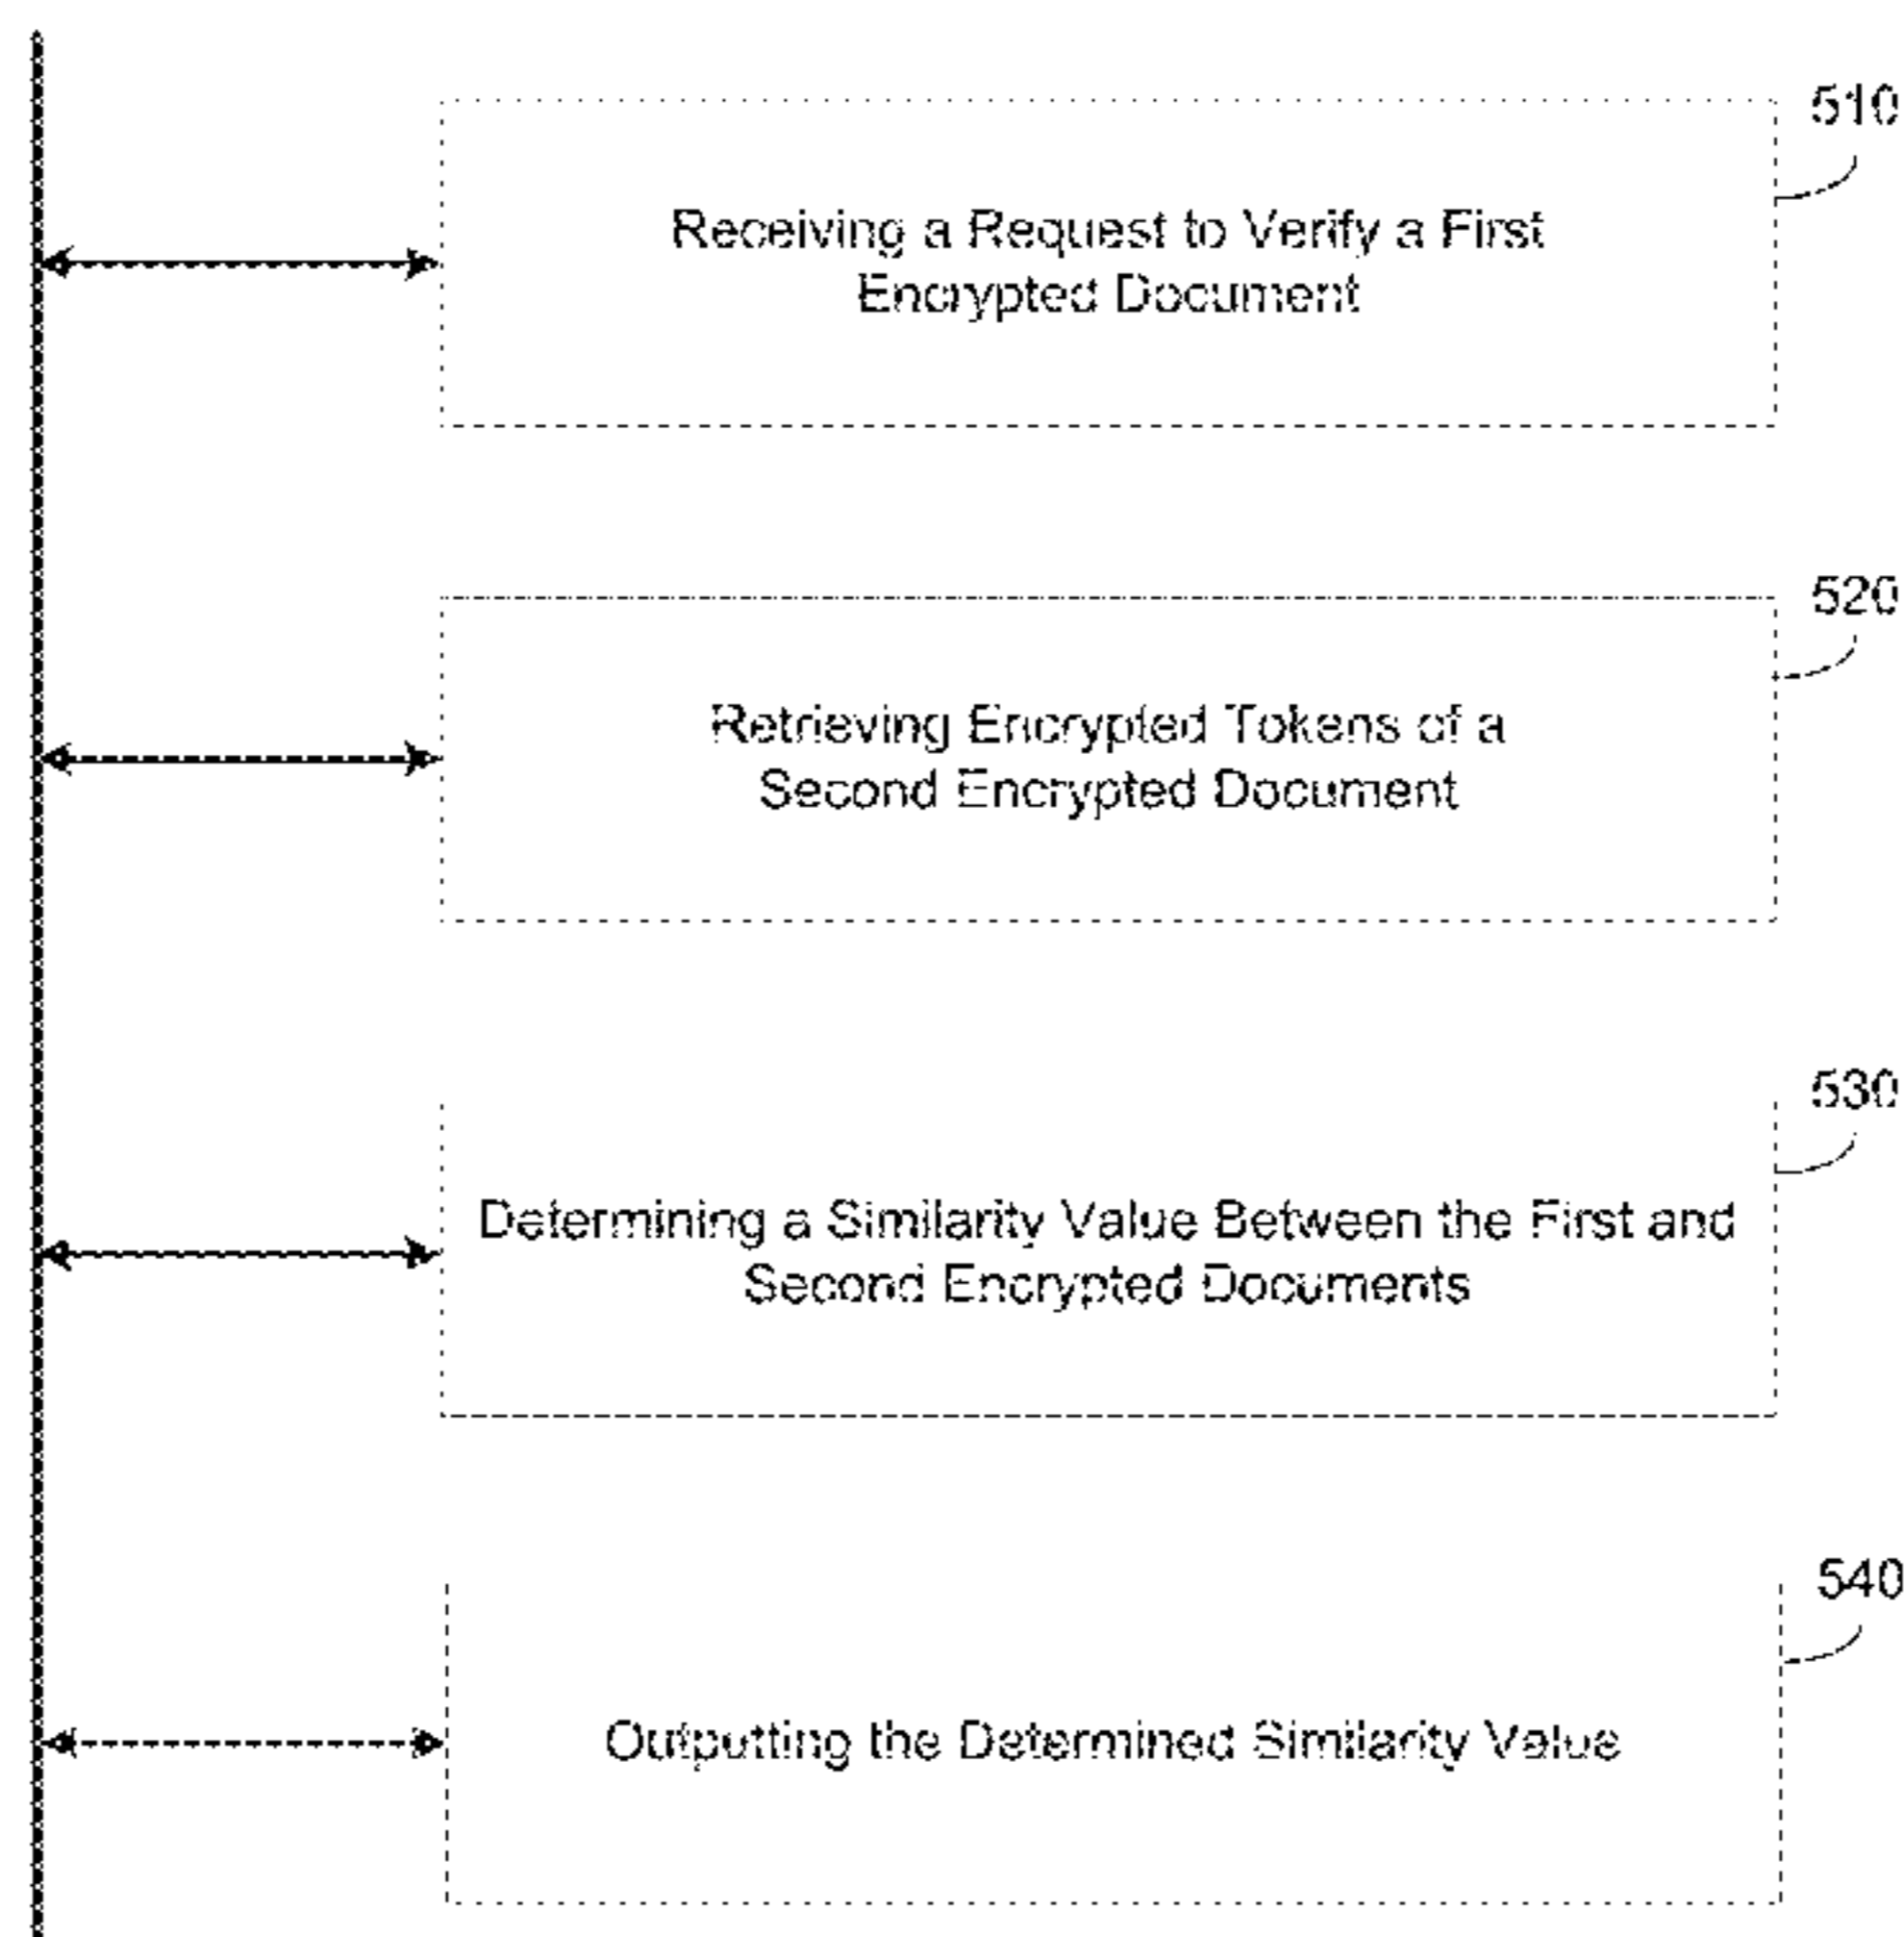 510
Receiving a Request to Verify a First
Encrypted Document
520
Retrieving Encrypted Tokens of a
Second Encrypted Document
530
Determining a Similarity Value Between the First and
Second Encrypted Documents
540
Outputting the Determined Similarity Value